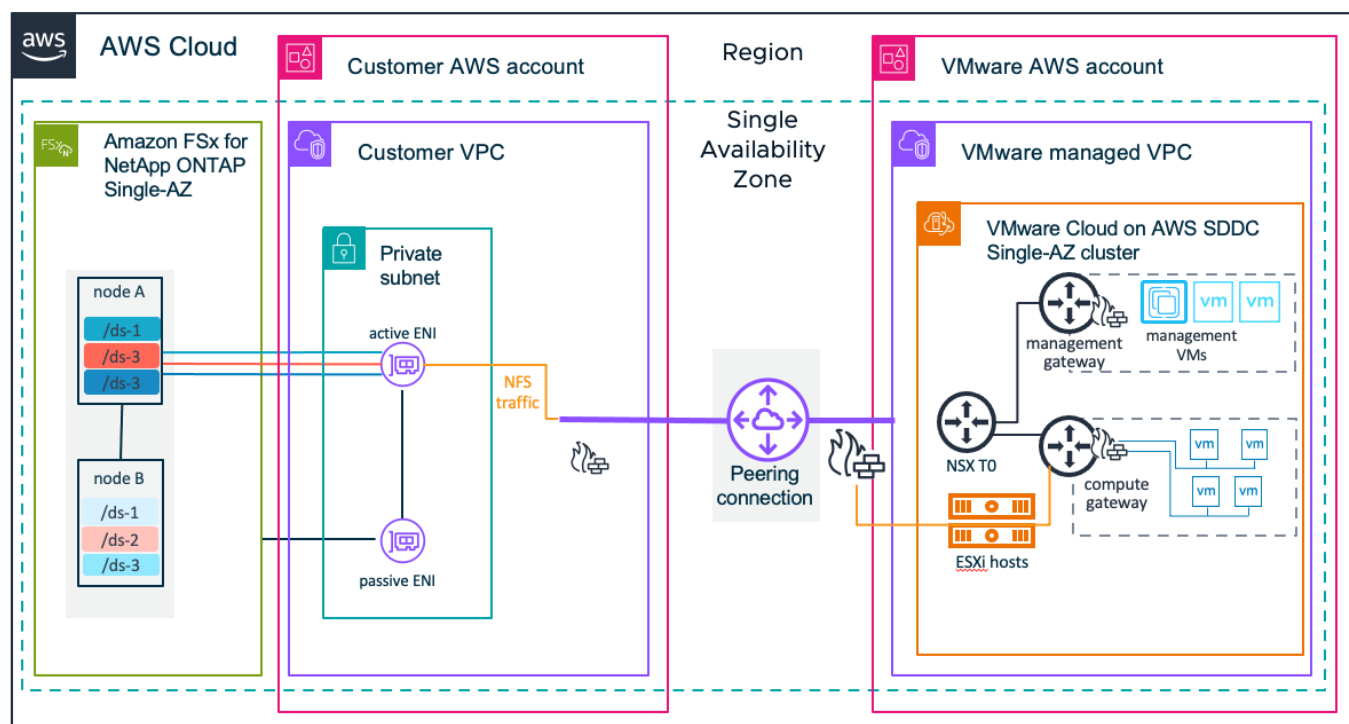 aws
AWS Cloud
Customer AWS account
Region
VMware AWS account
Single
Availability
Zone
FSx
N
Amazon FSx for
NetApp ONTAP
Single-AZ
Customer VPC
VMware managed VPC
Private
subnet
VMware Cloud on AWS SDDC
Single-AZ cluster
node A
/ds-1
/ds-3
/ds-3
active ENI
NFS
traffic
node B
/ds-1
/ds-2
/ds-3
passive ENI
Peering
connection
management
gateway
vm
vm
management
VMs
NSX T0
compute
gateway
vm
vm
vm
vm
ESXi hosts